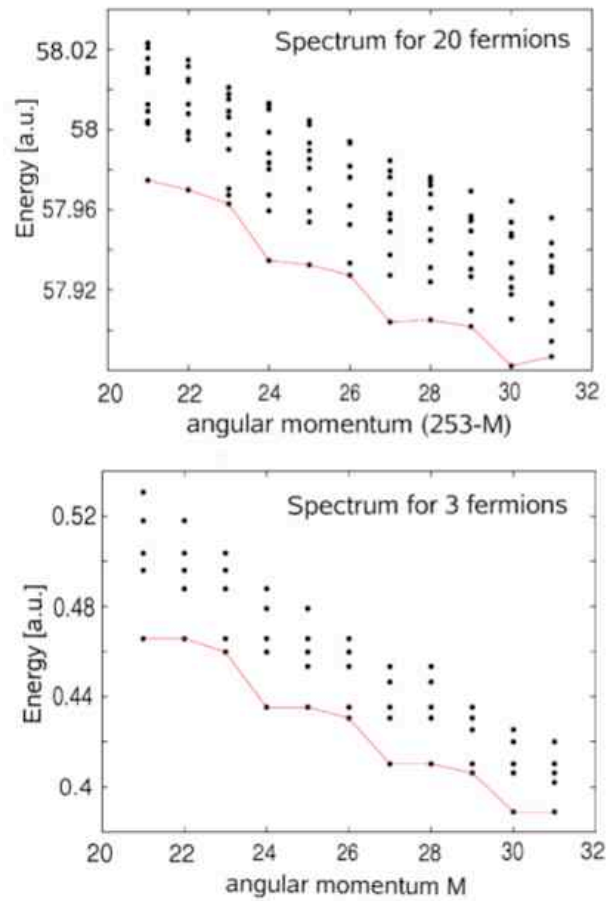 Spectrum for 20 fermions
58.02
58
57.96
57.92
Energy [a.u.]
20 22 24 26 28 30 32
angular momentum (253-M)
Spectrum for 3 fermions
0.52
0.48
0.44
0.4
Energy [a.u.]
20 22 24 26 28 30 32
angular momentum M